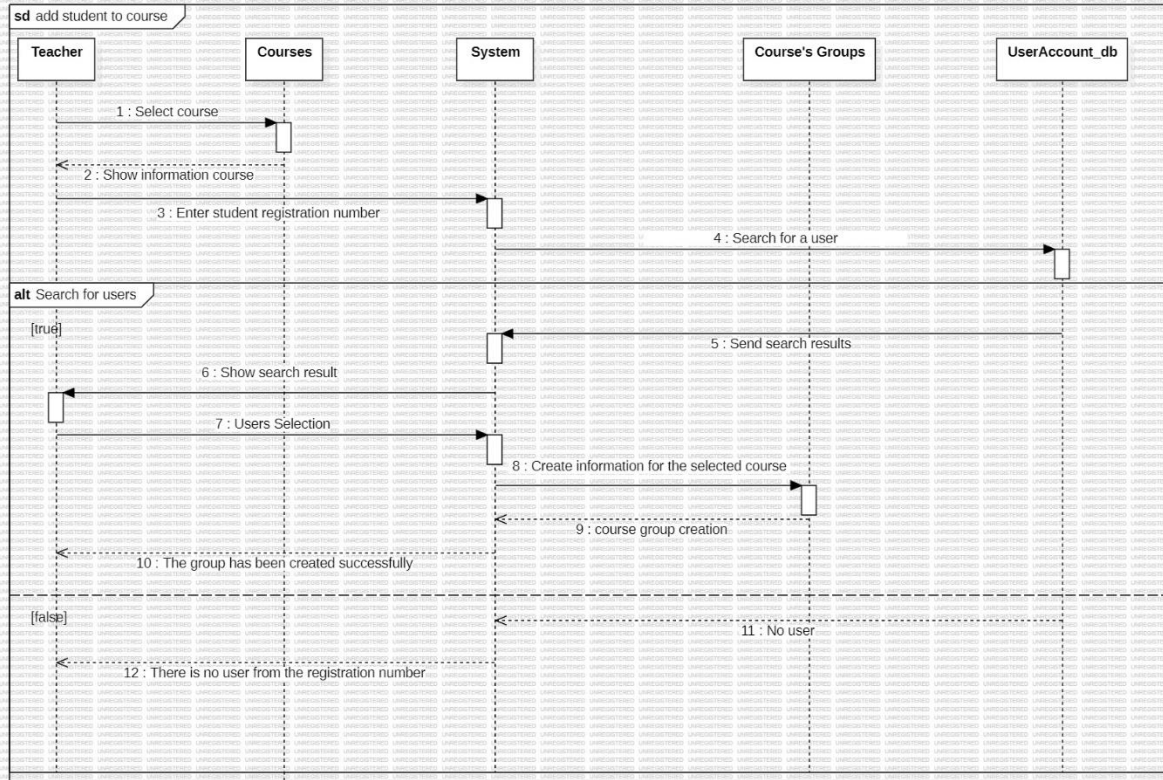 sd add student to course
Teacher
Courses
System
Course's Groups
UserAccount_db
1 : Select course
2 : Show information course
3 : Enter student registration number
4 : Search for a user
alt Search for users
[true]
5 : Send search results
6 : Show search result
7 : Users Selection
8 : Create information for the selected course
9 : course group creation
10 : The group has been created successfully
[false]
11 : No user
12 : There is no user from the registration number
UNREGISTERED